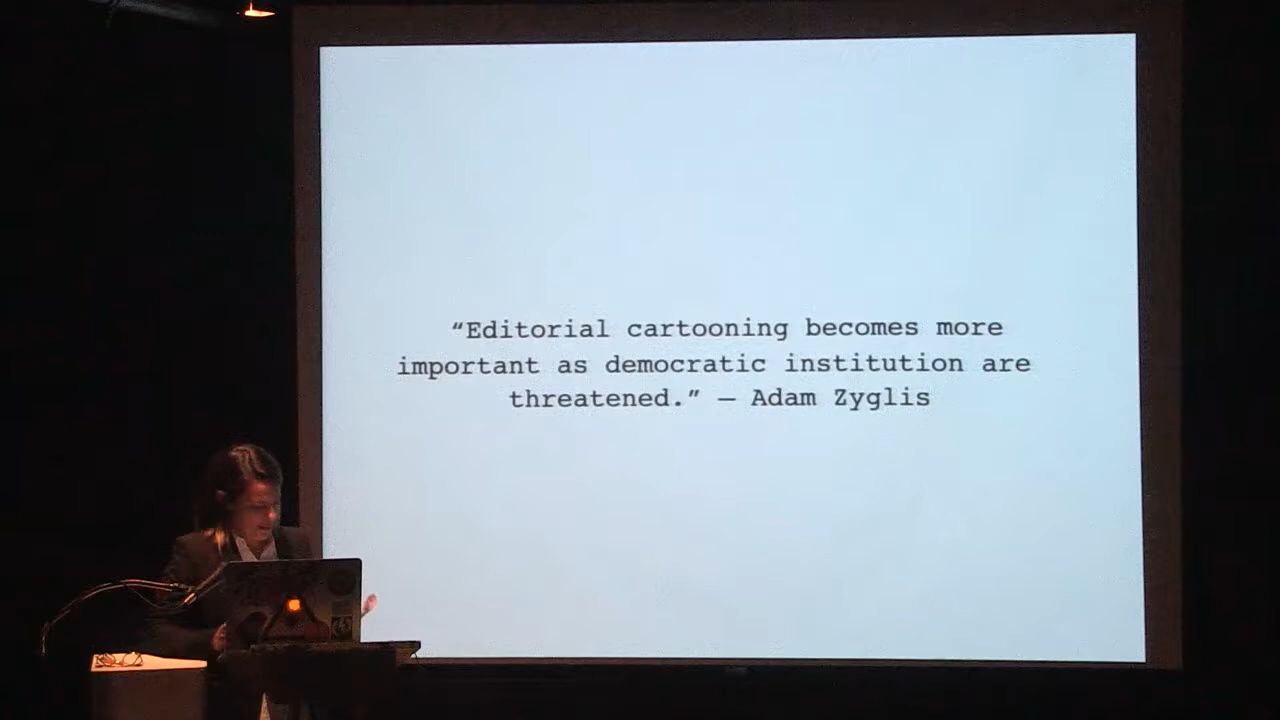 “Editorial cartooning becomes more
important as democratic institution are
threatened.” — Adam Zyglis